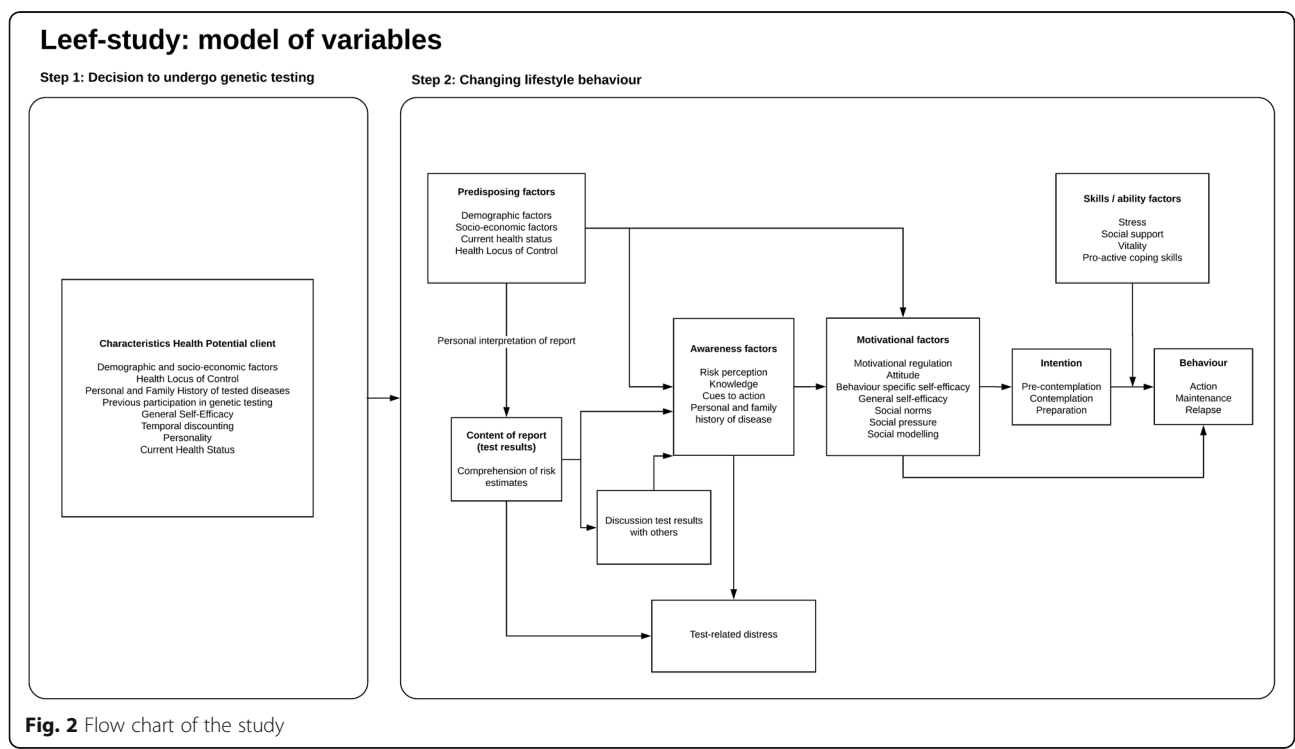 Leef-study: model of variables
Step 1: Decision to undergo genetic testing
Characteristics Health Potential client
Demographic and socio-economic factors
Health Locus of Control
Personal and Family History of tested diseases
Previous participation in genetic testing
General Self-Efficacy
Temporal discounting
Personality
Current Health Status
Step 2: Changing lifestyle behaviour
Predisposing factors
Demographic factors
Socio-economic factors
Current health status
Health Locus of Control
Personal interpretation of report
Content of report
(test results)
Comprehension of risk
estimates
Discussion test results
with others
Awareness factors
Risk perception
Knowledge
Cues to action
Personal and family
history of disease
Test-related distress
Motivational factors
Motivational regulation
Attitude
Behaviour specific self-efficacy
General self-efficacy
Social norms
Social pressure
Social modelling
Intention
Pre-contemplation
Contemplation
Preparation
Skills / ability factors
Stress
Social support
Vitality
Pro-active coping skills
Behaviour
Action
Maintenance
Relapse
Fig. 2 Flow chart of the study